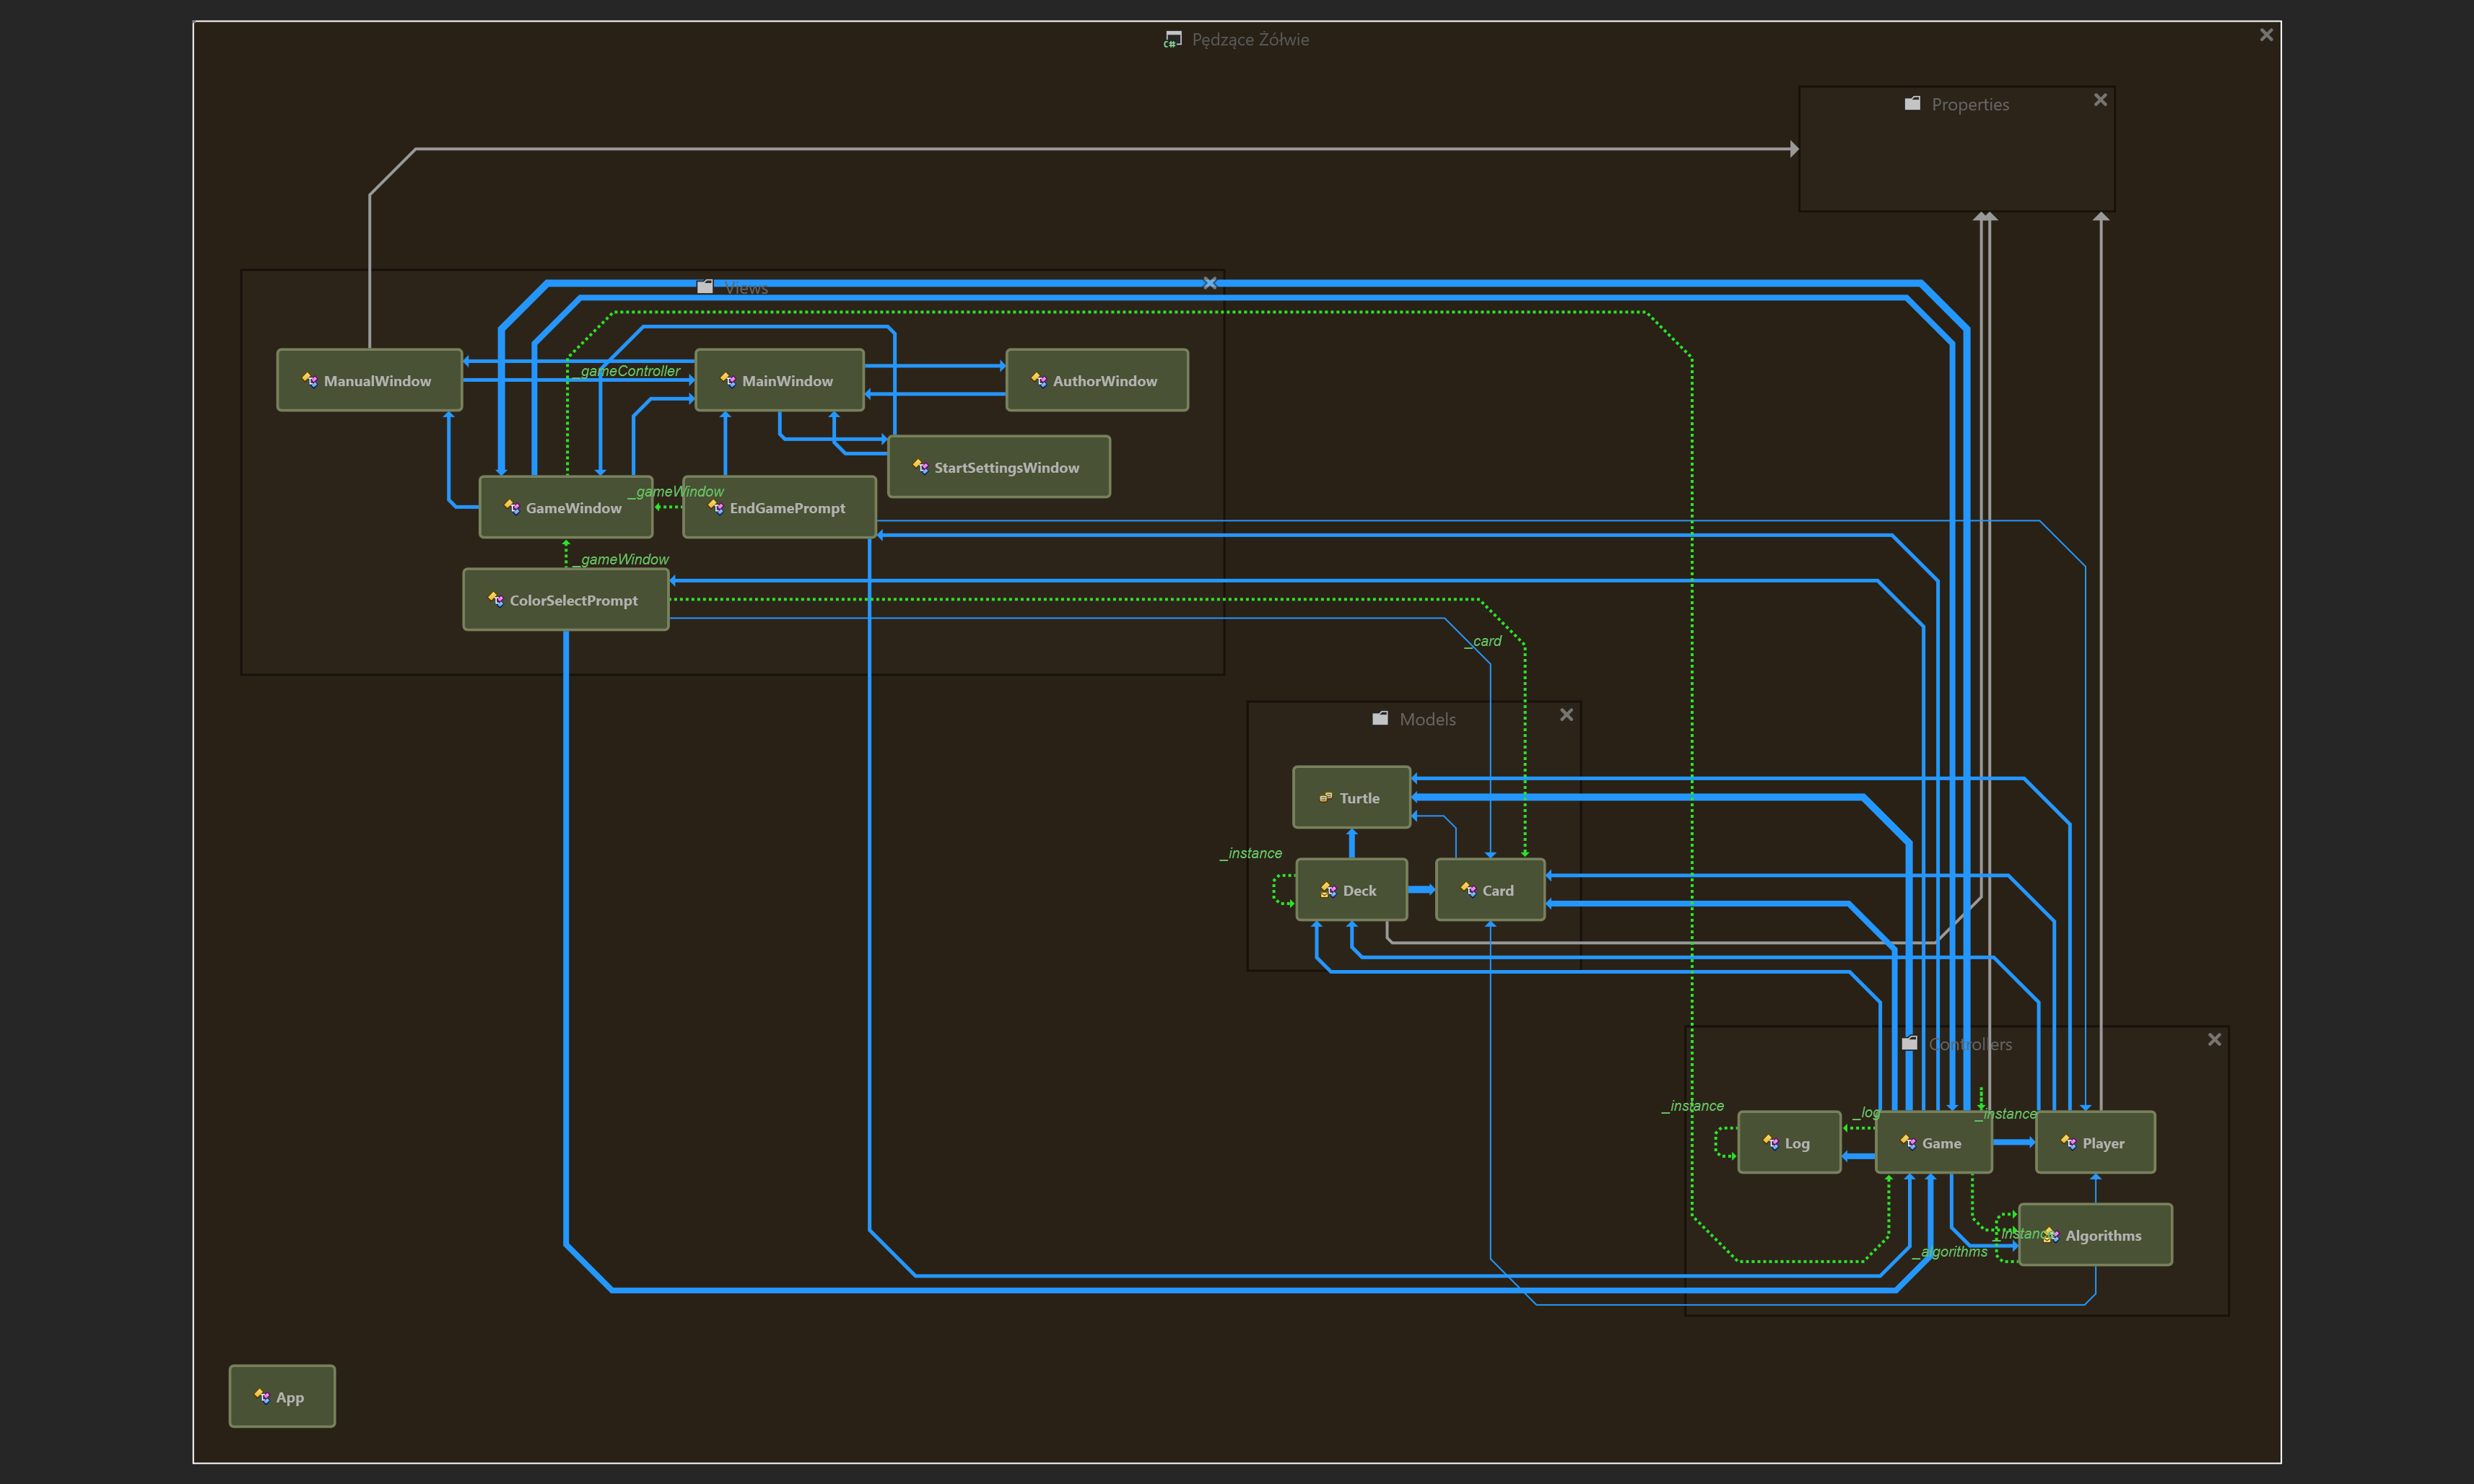 C# Pędzące Żółwie
Properties
Views
ManualWindow
_gameController
MainWindow
AuthorWindow
StartSettingsWindow
_gameWindow
GameWindow
EndGamePrompt
_gameWindow
ColorSelectPrompt
_card
Models
Turtle
_instance
Deck
Card
Controllers
_instance
_log
_instance
Log
Game
Player
_instance
Algorithms
_algorithms
App